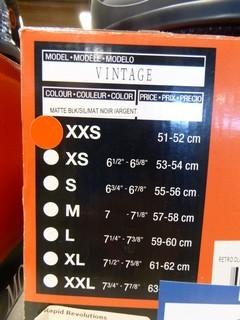 MODEL • MODÈLE • MODELO
VINTAGE
COLOUR • COULEUR • COLOR PRICE • PRIX • PRECIO
MATTE BLK/SIL/MAT NOIR/ARGENT
XXS 51-52 cm
XS 6 1/2" - 6 5/8" 53-54 cm
S 6 3/4" - 6 7/8" 55-56 cm
M 7 - 7 1/8" 57-58 cm
L 7 1/4" - 7 3/8" 59-60 cm
XL 7 1/2" - 7 5/8" 61-62 cm
XXL 7 3/4" - 7 7/8" 63
Rapid Revolutions